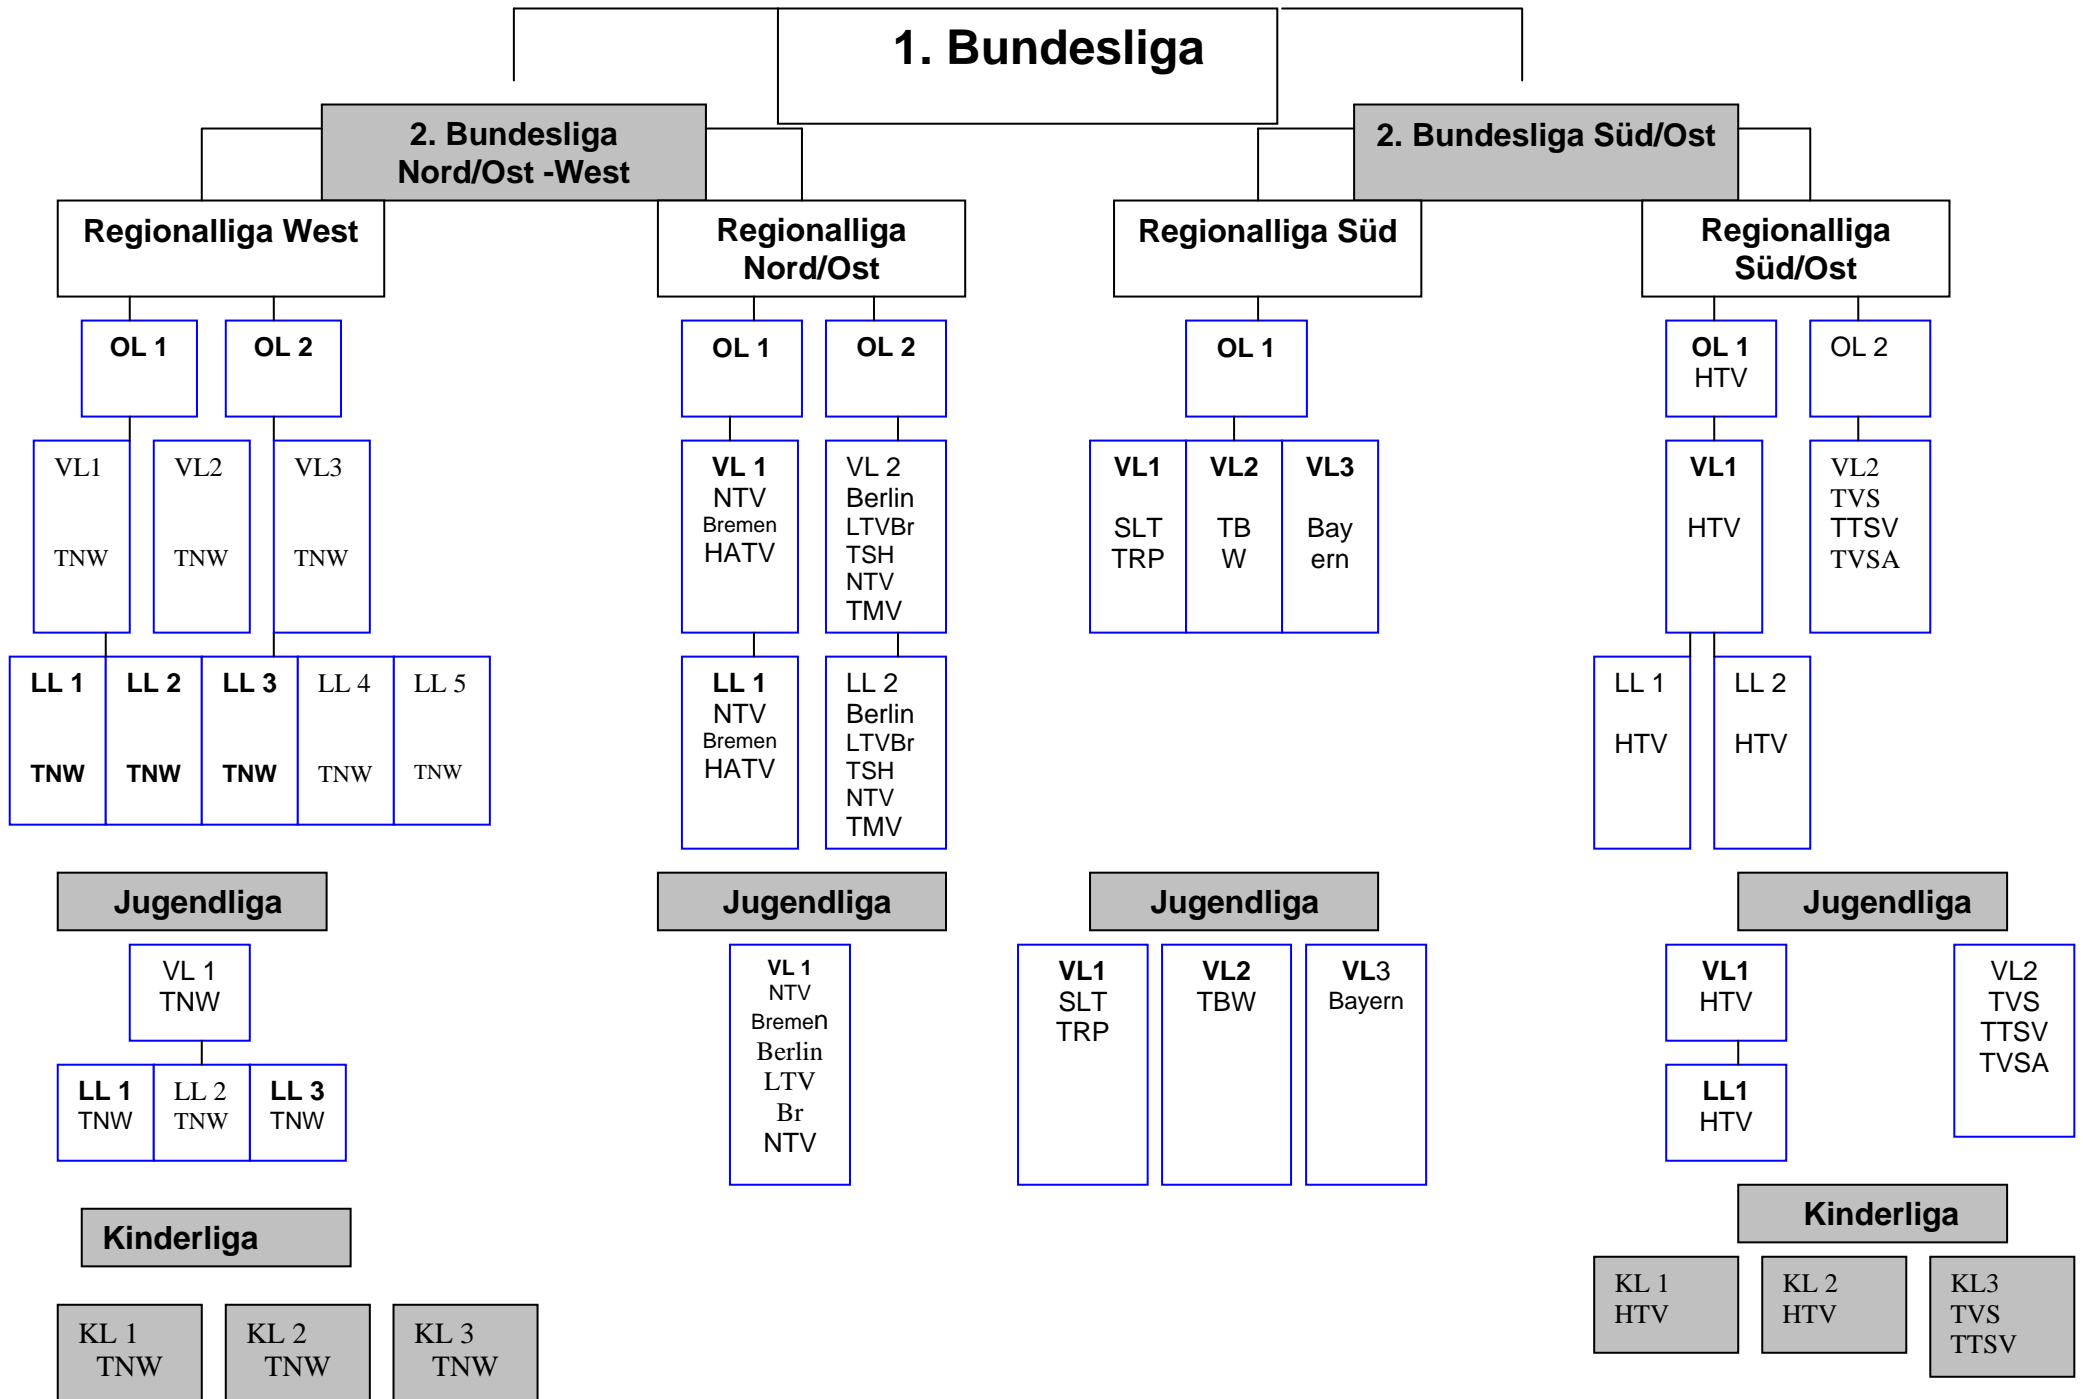 1. Bundesliga
2. Bundesliga
Nord/Ost -West
2. Bundesliga Süd/Ost
Regionalliga West
Regionalliga
Nord/Ost
Regionalliga Süd
Regionalliga
Süd/Ost
OL 1
OL 2
OL 1
OL 2
OL 1
OL 1
HTV
OL 2
VL1
TNW
VL2
TNW
VL3
TNW
VL 1
NTV
Bremen
HATV
VL 2
Berlin
LTVBr
TSH
NTV
TMV
VL1
SLT
TRP
VL2
TB
W
VL3
Bay
ern
VL1
HTV
VL2
TVS
TTSV
TVSA
LL 1
TNW
LL 2
TNW
LL 3
TNW
LL 4
TNW
LL 5
TNW
LL 1
NTV
Bremen
HATV
LL 2
Berlin
LTVBr
TSH
NTV
TMV
LL 1
HTV
LL 2
HTV
Jugendliga
Jugendliga
Jugendliga
Jugendliga
VL 1
TNW
LL 1
TNW
LL 2
TNW
LL 3
TNW
VL 1
NTV
Bremen
Berlin
LTV
Br
NTV
VL1
SLT
TRP
VL2
TBW
VL3
Bayern
VL1
HTV
LL1
HTV
VL2
TVS
TTSV
TVSA
Kinderliga
Kinderliga
KL 1
TNW
KL 2
TNW
KL 3
TNW
KL 1
HTV
KL 2
HTV
KL3
TVS
TTSV